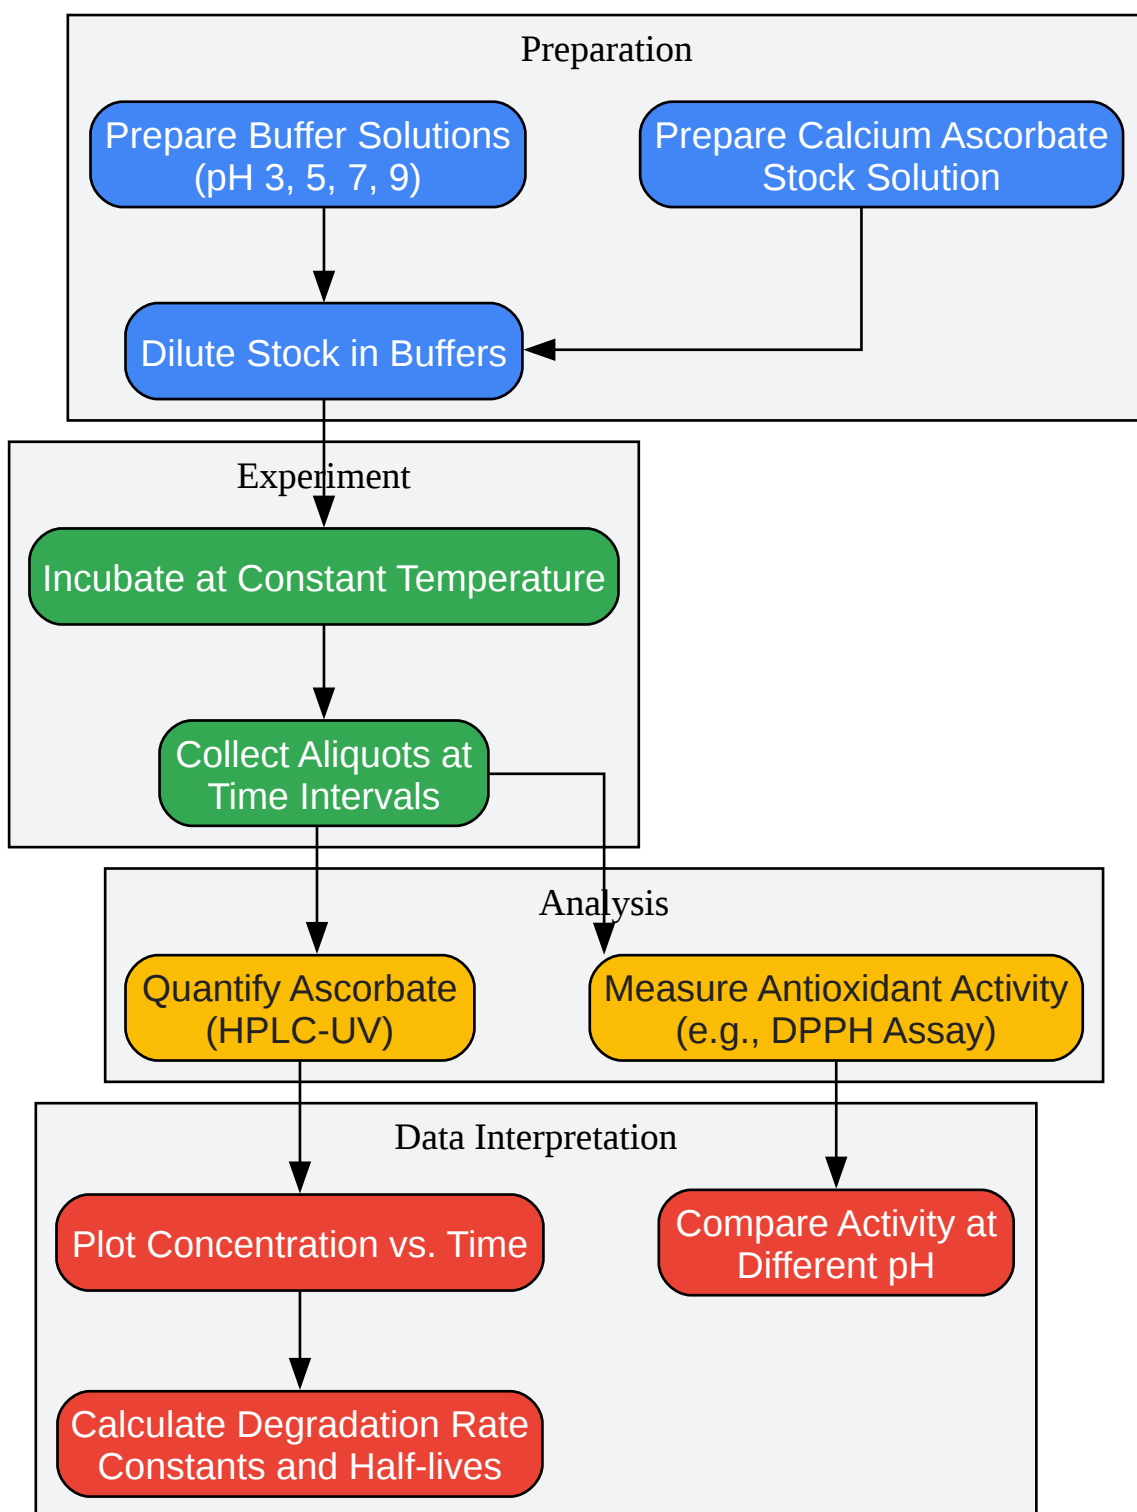 Preparation
Prepare Buffer Solutions
(pH 3, 5, 7, 9)
Prepare Calcium Ascorbate
Stock Solution
Dilute Stock in Buffers
Experiment
Incubate at Constant Temperature
Collect Aliquots at
Time Intervals
Analysis
Quantify Ascorbate
(HPLC-UV)
Measure Antioxidant Activity
(e.g., DPPH Assay)
Data Interpretation
Plot Concentration vs. Time
Compare Activity at
Different pH
Calculate Degradation Rate
Constants and Half-lives